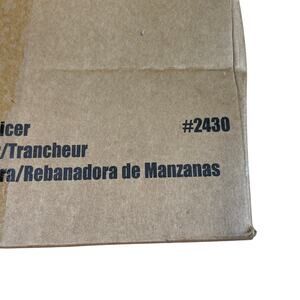 icer #2430
/Trancheur
ra/Rebanadora de Manzanas